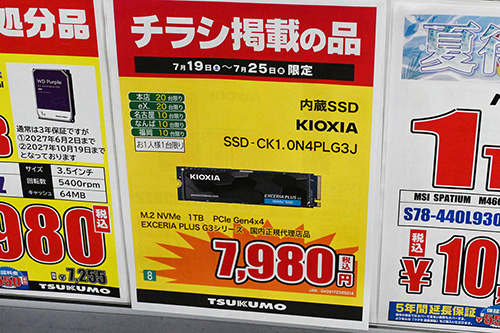 処分品
WD Purple
通常は3年保証ですが
①2027年6月2日まで
②2027年10月19日まで
となっております
サイズ 3.5インチ
回転数 5400rpm
キャッシュ 64MB
980
税込
円
¥7,255
TSUKUMO
チラシ掲載の品
7月19日㊏〜7月25日㊎ 限定
本店 20台限り
eX. 20台限り
名古屋 10台限り
なんば 10台限り
福岡 10台限り
お1人様1台限り
内蔵SSD
KIOXIA
SSD-CK1.0N4PLG3J
KIOXIA
EXCERIA PLUS G3
NVMe SSD
M.2 NVMe 1TB PCIe Gen4x4
EXCERIA PLUS G3シリーズ 国内正規代理店品
7,980
税込
円
8
TSUKUMO
夏得
1T
MSI SPATIUM M46
S78-440L930
税込
¥10,
5年間延長保証